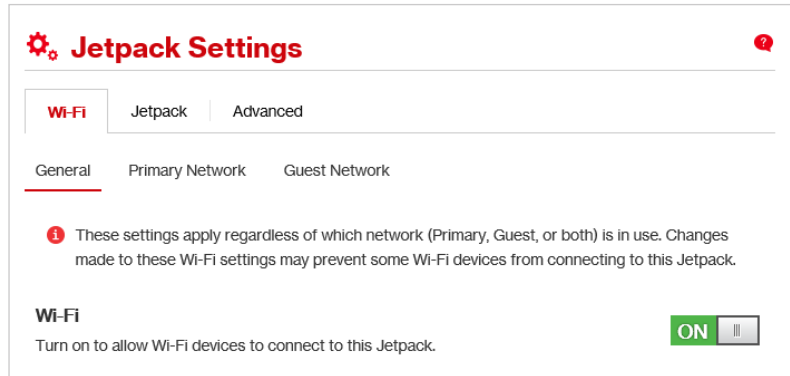 Jetpack Settings
?
Wi-Fi
Jetpack
Advanced
General
Primary Network
Guest Network
i
These settings apply regardless of which network (Primary, Guest, or both) is in use. Changes
made to these Wi-Fi settings may prevent some Wi-Fi devices from connecting to this Jetpack.
Wi-Fi
ON
Turn on to allow Wi-Fi devices to connect to this Jetpack.